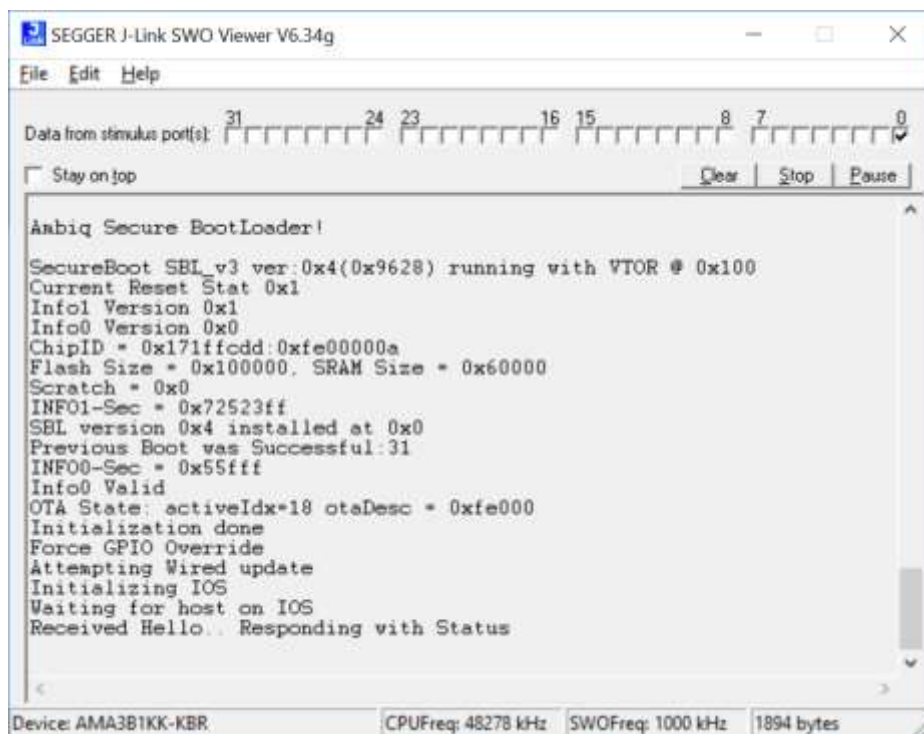 J
Link
SEGGER J-Link SWO Viewer V6.34g
File Edit Help
Data from stimulus port(s): 31 24 23 16 15 8 7 0
Stay on top Clear Stop Pause
Ambiq Secure BootLoader!
SecureBoot SBL_v3 ver:0x4(0x9628) running with VTOR @ 0x100
Current Reset Stat 0x1
Info1 Version 0x1
Info0 Version 0x0
ChipID = 0x171ffcdd:0xfe00000a
Flash Size = 0x100000, SRAM Size = 0x60000
Scratch = 0x0
INFO1-Sec = 0x72523ff
SBL version 0x4 installed at 0x0
Previous Boot was Successful:31
INFO0-Sec = 0x55fff
Info0 Valid
OTA State: activeIdx=18 otaDesc = 0xfe000
Initialization done
Force GPIO Override
Attempting Wired update
Initializing IOS
Waiting for host on IOS
Received Hello.. Responding with Status
Device: AMA3B1KK-KBR CPUFreq: 48278 kHz SWOFreq: 1000 kHz 1894 bytes